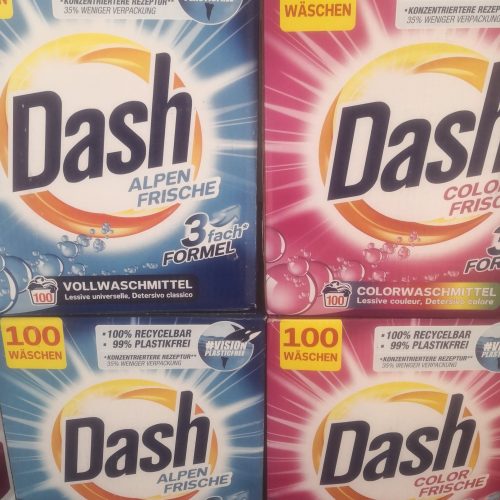 •KONZENTRIERTERE REZEPTUR**
35% WENIGER VERPACKUNG
Dash
ALPEN
FRISCHE
3fach*
FORMEL
100
VOLLWASCHMITTEL
Lessive universelle, Detersivo classico
WÄSCHEN
•KONZENTRIERTERE REZEPTUR
35% WENIGER VERPACKUNG
Dash
COLOR
FRISC
FORM
100
COLORWASCHMITTEL
Lessive couleur, Detersivo colore
100
WÄSCHEN
• 100% RECYCELBAR
• 99% PLASTIKFREI
•KONZENTRIERTERE REZEPTUR**
35% WENIGER VERPACKUNG
#VISION
PLASTICFREE
Dash
ALPEN
FRISCHE
100
WÄSCHEN
• 100% RECYCELBAR
• 99% PLASTIKFREI
•KONZENTRIERTERE REZEPTUR**
35% WENIGER VERPACKUNG
Dash
COLOR
FRISCHE